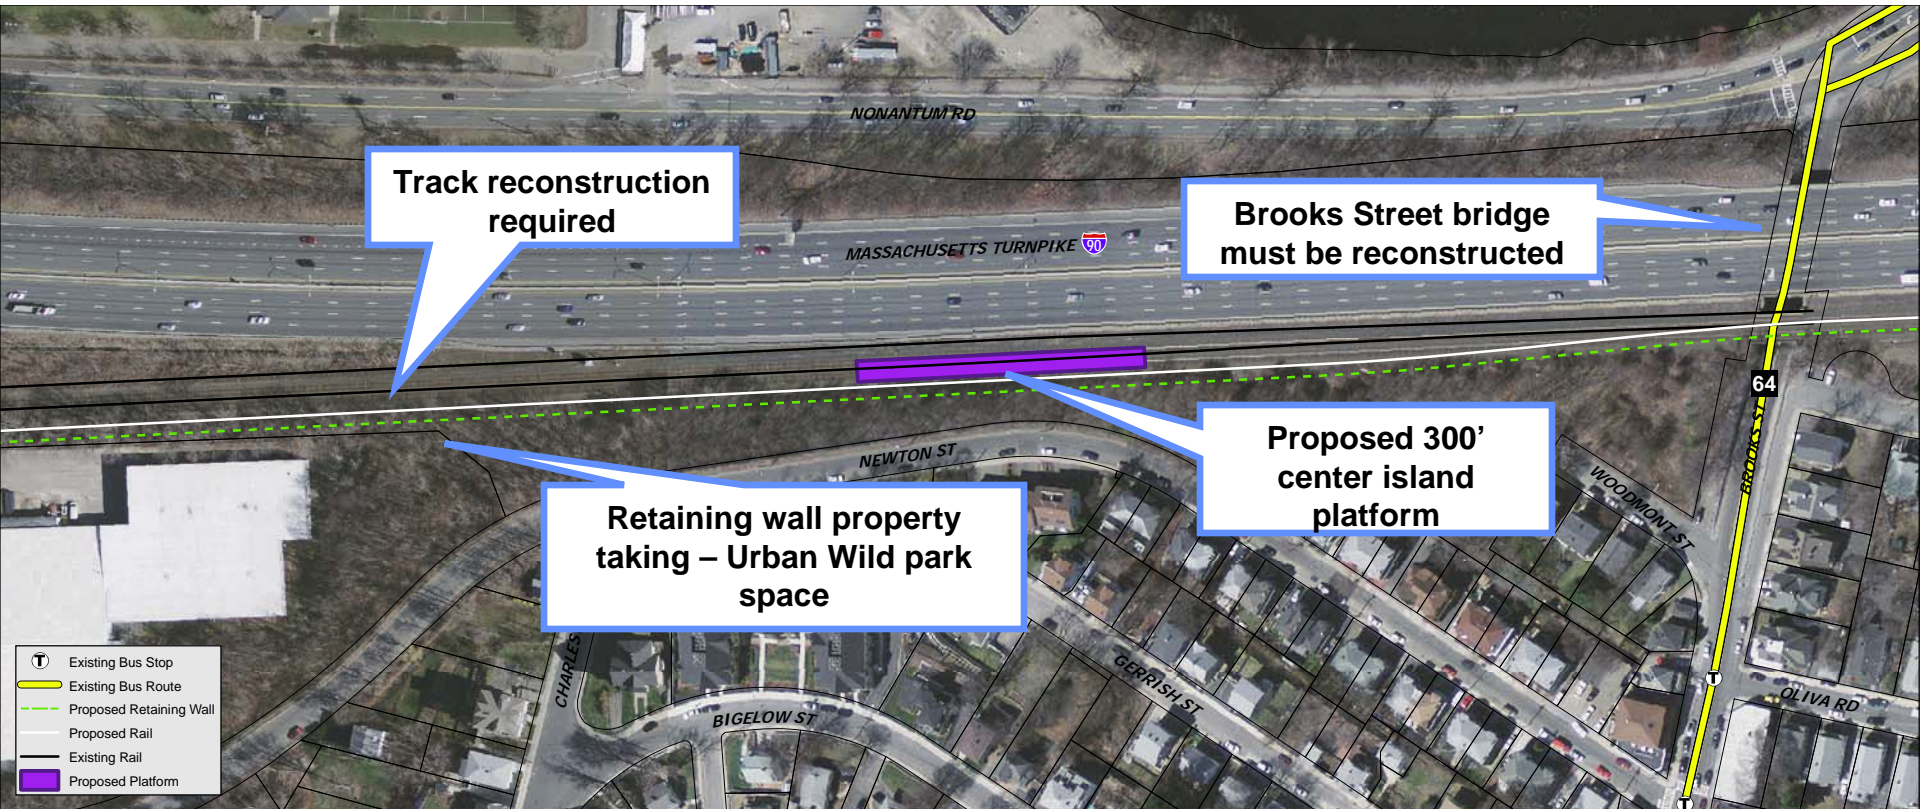 NONANTUM RD
Track reconstruction
required
MASSACHUSETTS TURNPIKE 90
Brooks Street bridge
must be reconstructed
64
BROOKS ST
Proposed 300’
center island
platform
NEWTON ST
WOODMONT ST
Retaining wall property
taking – Urban Wild park
space
CHARLES
GERRISH ST
BIGELOW ST
OLIVA RD
T
T
T Existing Bus Stop
Existing Bus Route
Proposed Retaining Wall
Proposed Rail
Existing Rail
Proposed Platform